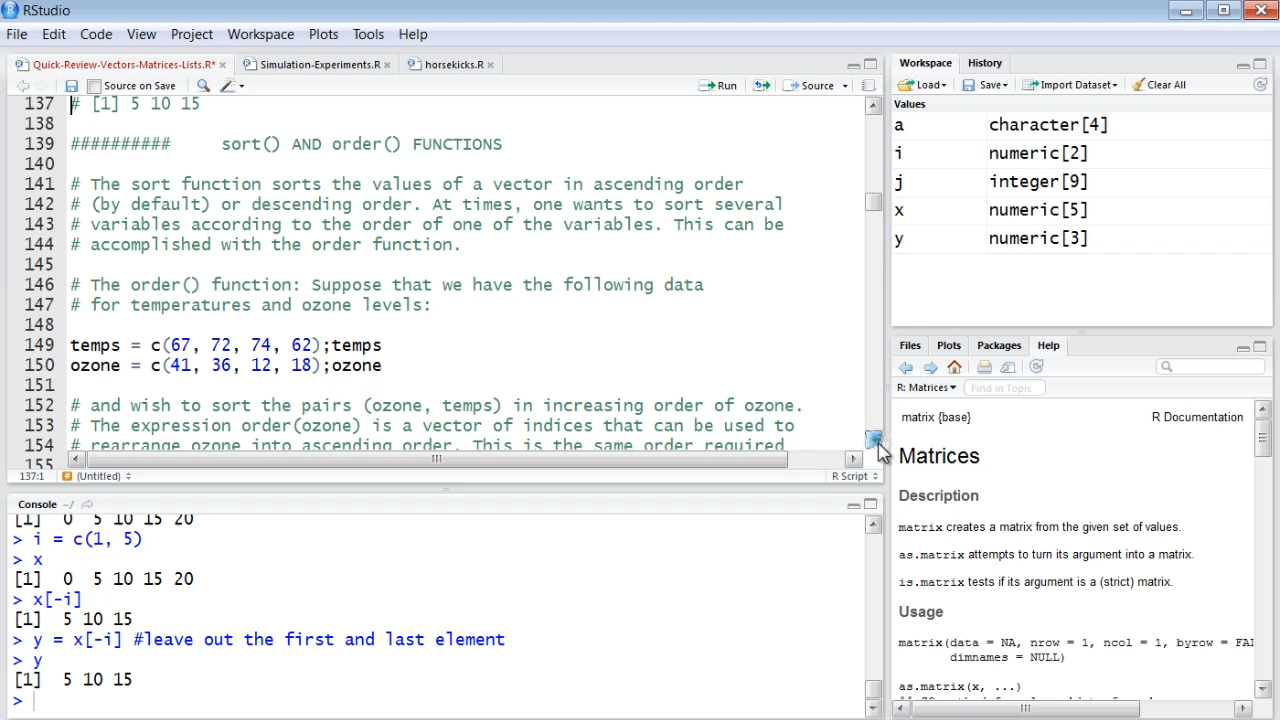 RStudio
File Edit Code View Project Workspace Plots Tools Help
Quick-Review-Vectors-Matrices-Lists.R* Simulation-Experiments.R horsekicks.R
Source on Save Run Source
137 # [1] 5 10 15
138
139 ########## sort() AND order() FUNCTIONS
140
141 # The sort function sorts the values of a vector in ascending order
142 # (by default) or descending order. At times, one wants to sort several
143 # variables according to the order of one of the variables. This can be
144 # accomplished with the order function.
145
146 # The order() function: Suppose that we have the following data
147 # for temperatures and ozone levels:
148
149 temps = c(67, 72, 74, 62);temps
150 ozone = c(41, 36, 12, 18);ozone
151
152 # and wish to sort the pairs (ozone, temps) in increasing order of ozone.
153 # The expression order(ozone) is a vector of indices that can be used to
154 # rearrange ozone into ascending order. This is the same order required
155
137:1 (Untitled) R Script
Console ~/
[1] 0 5 10 15 20
> i = c(1, 5)
> x
[1] 0 5 10 15 20
> x[-i]
[1] 5 10 15
> y = x[-i] #leave out the first and last element
> y
[1] 5 10 15
>
Workspace History
Load Save Import Dataset Clear All
Values
a character[4]
i numeric[2]
j integer[9]
x numeric[5]
y numeric[3]
Files Plots Packages Help
R: Matrices Find in Topic
matrix {base} R Documentation
Matrices
Description
matrix creates a matrix from the given set of values.
as.matrix attempts to turn its argument into a matrix.
is.matrix tests if its argument is a (strict) matrix.
Usage
matrix(data = NA, nrow = 1, ncol = 1, byrow = FAL
dimnames = NULL)
as.matrix(x, ...)